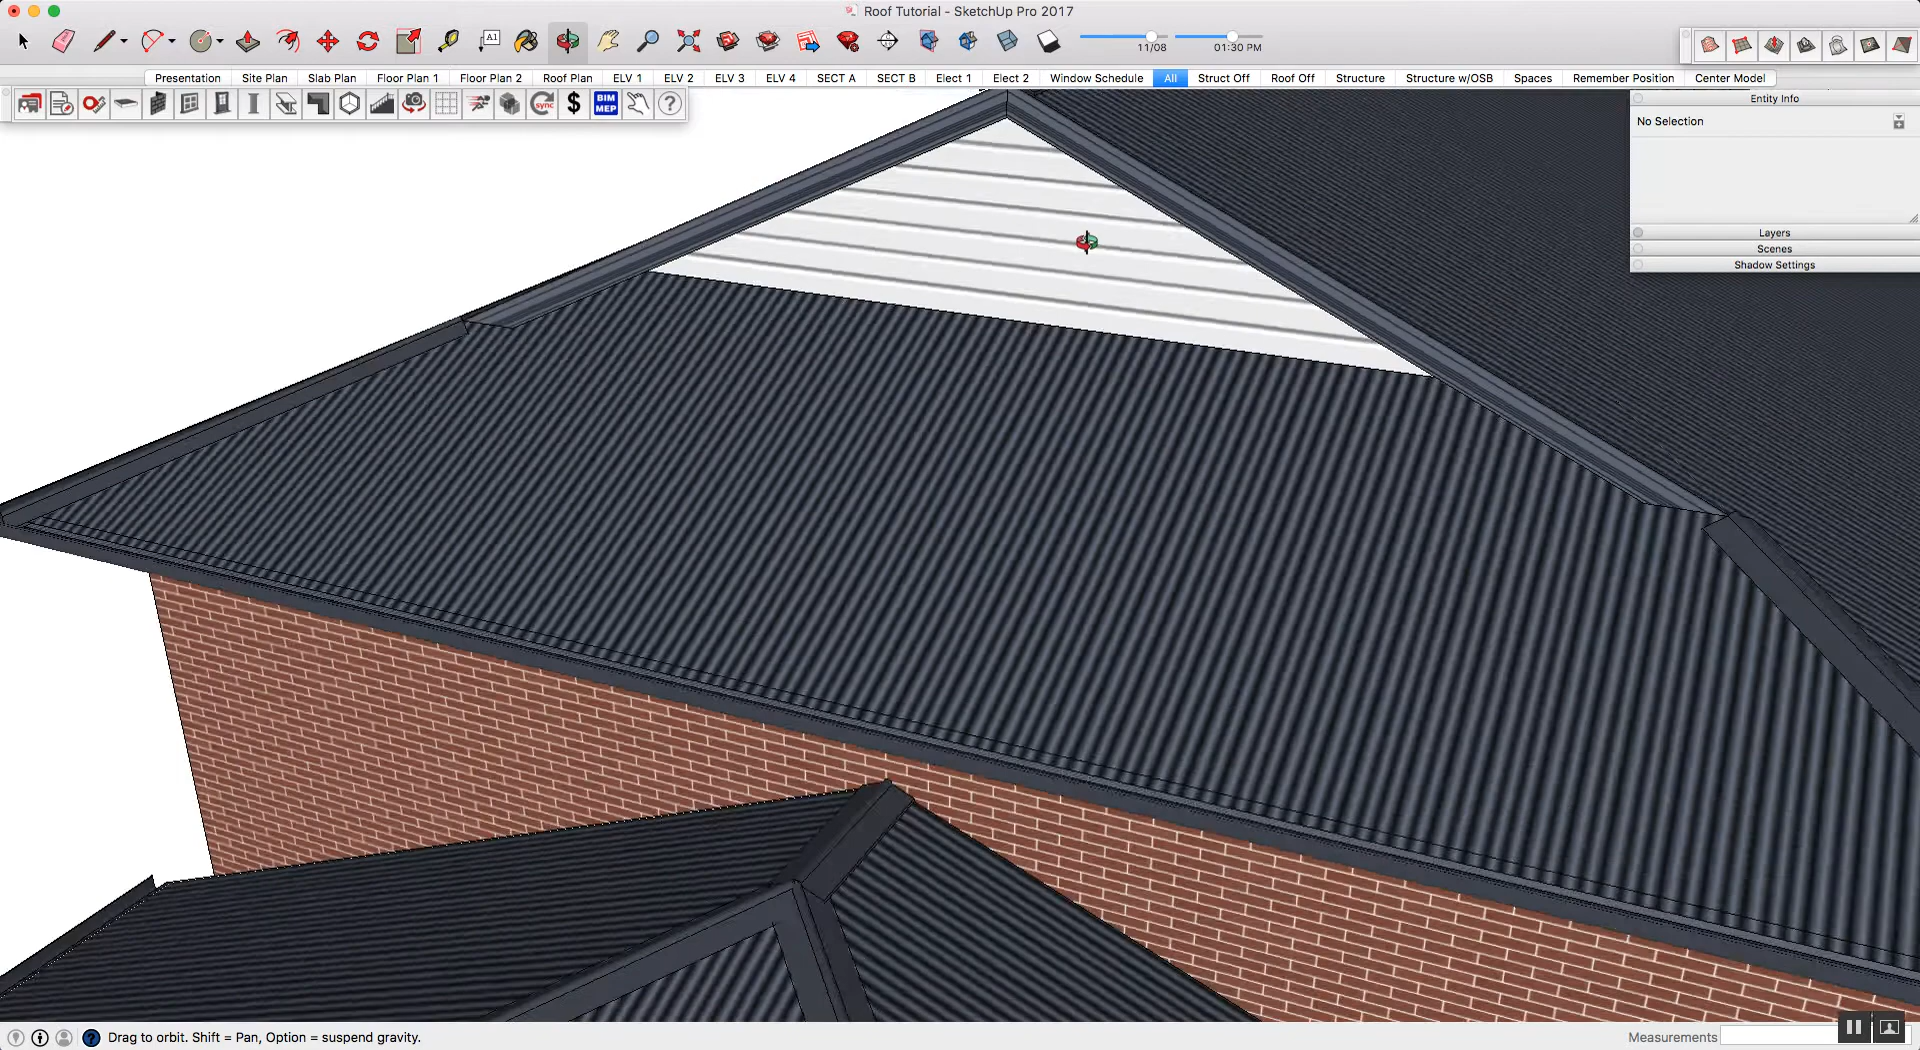 Roof Tutorial - SketchUp Pro 2017
A1
11/08
01:30 PM
Presentation Site Plan Slab Plan Floor Plan 1 Floor Plan 2 Roof Plan ELV 1 ELV 2 ELV 3 ELV 4 SECT A SECT B Elect 1 Elect 2 Window Schedule All Struct Off Roof Off Structure Structure w/OSB Spaces Remember Position Center Model
sync $ BIM MEP ?
Entity Info
No Selection
Layers
Scenes
Shadow Settings
? Drag to orbit. Shift = Pan, Option = suspend gravity.
Measurements